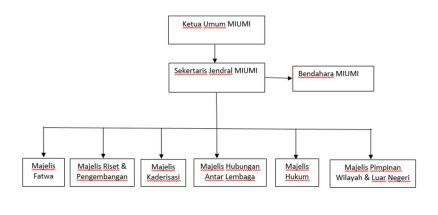 Ketua Umum MIUMI
Sekertaris Jendral MIUMI
Bendahara MIUMI
Majelis
Fatwa
Majelis Riset &
Pengembangan
Majelis
Kaderisasi
Majelis Hubungan
Antar Lembaga
Majelis
Hukum
Majelis Pimpinan
Wilayah & Luar Negeri